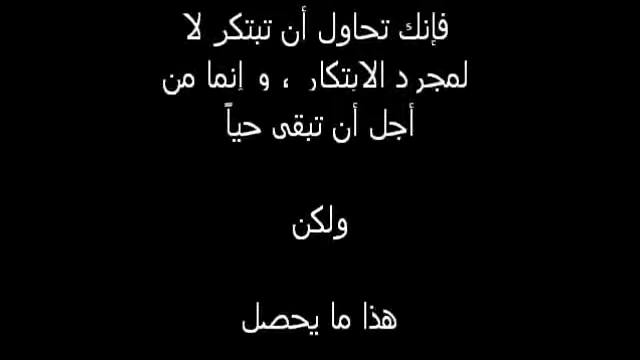 فإنك تحاول أن تبتكر لا
لمجرد الابتكار ، و إنما من
أجل أن تبقى حياً
ولكن
هذا ما يحصل